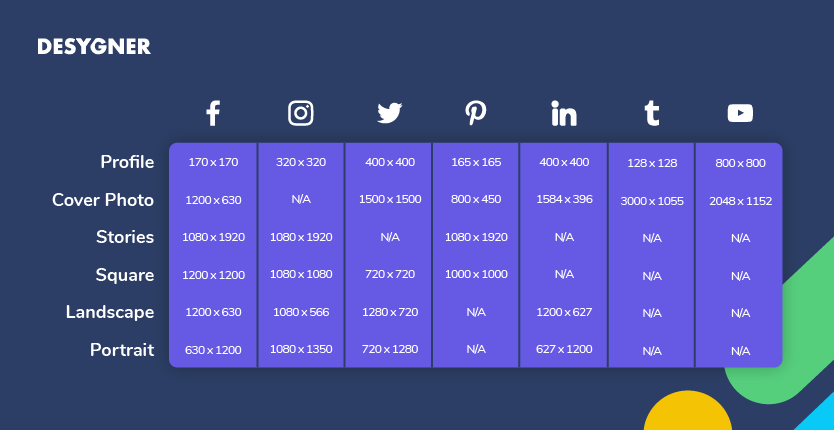 DESYGNER
Profile 170 x 170 320 x 320 400 x 400 165 x 165 400 x 400 128 x 128 800 x 800
Cover Photo 1200 x 630 N/A 1500 x 1500 800 x 450 1584 x 396 3000 x 1055 2048 x 1152
Stories 1080 x 1920 1080 x 1920 N/A 1080 x 1920 N/A N/A N/A
Square 1200 x 1200 1080 x 1080 720 x 720 1000 x 1000 N/A N/A N/A
Landscape 1200 x 630 1080 x 566 1280 x 720 N/A 1200 x 627 N/A N/A
Portrait 630 x 1200 1080 x 1350 720 x 1280 N/A 627 x 1200 N/A N/A